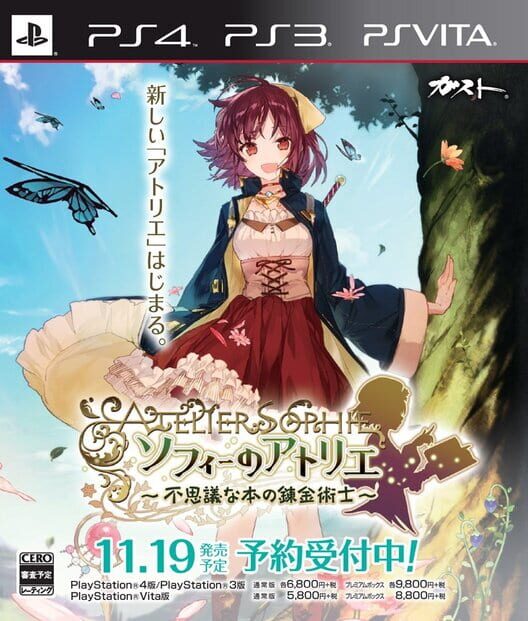 PS4 PS3 PSVITA
ガスト
新しい「アトリエ」はじまる。
ATELIER SOPHIE
ソフィーのアトリエ
～不思議な本の錬金術士～
CERO
審査予定
レーティング
11.19 発売予定 予約受付中!
PlayStation®4版/PlayStation®3版 通常版 各6,800円+税 プレミアムボックス 各9,800円+税
PlayStation®Vita版 通常版 5,800円+税 プレミアムボックス 8,800円+税